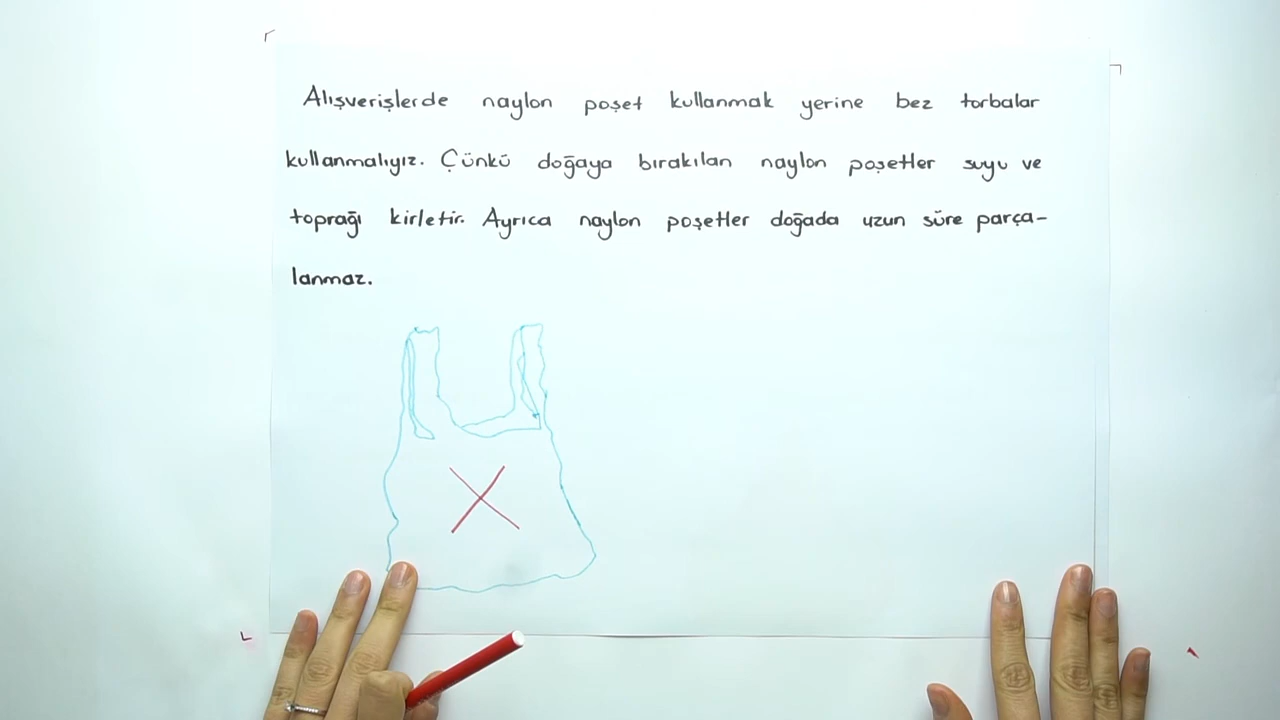 Alışverişlerde naylon poşet kullanmak yerine bez torbalar
kullanmalıyız. Çünkü doğaya bırakılan naylon poşetler suyu ve
toprağı kirletir. Ayrıca naylon poşetler doğada uzun süre parça-
lanmaz.